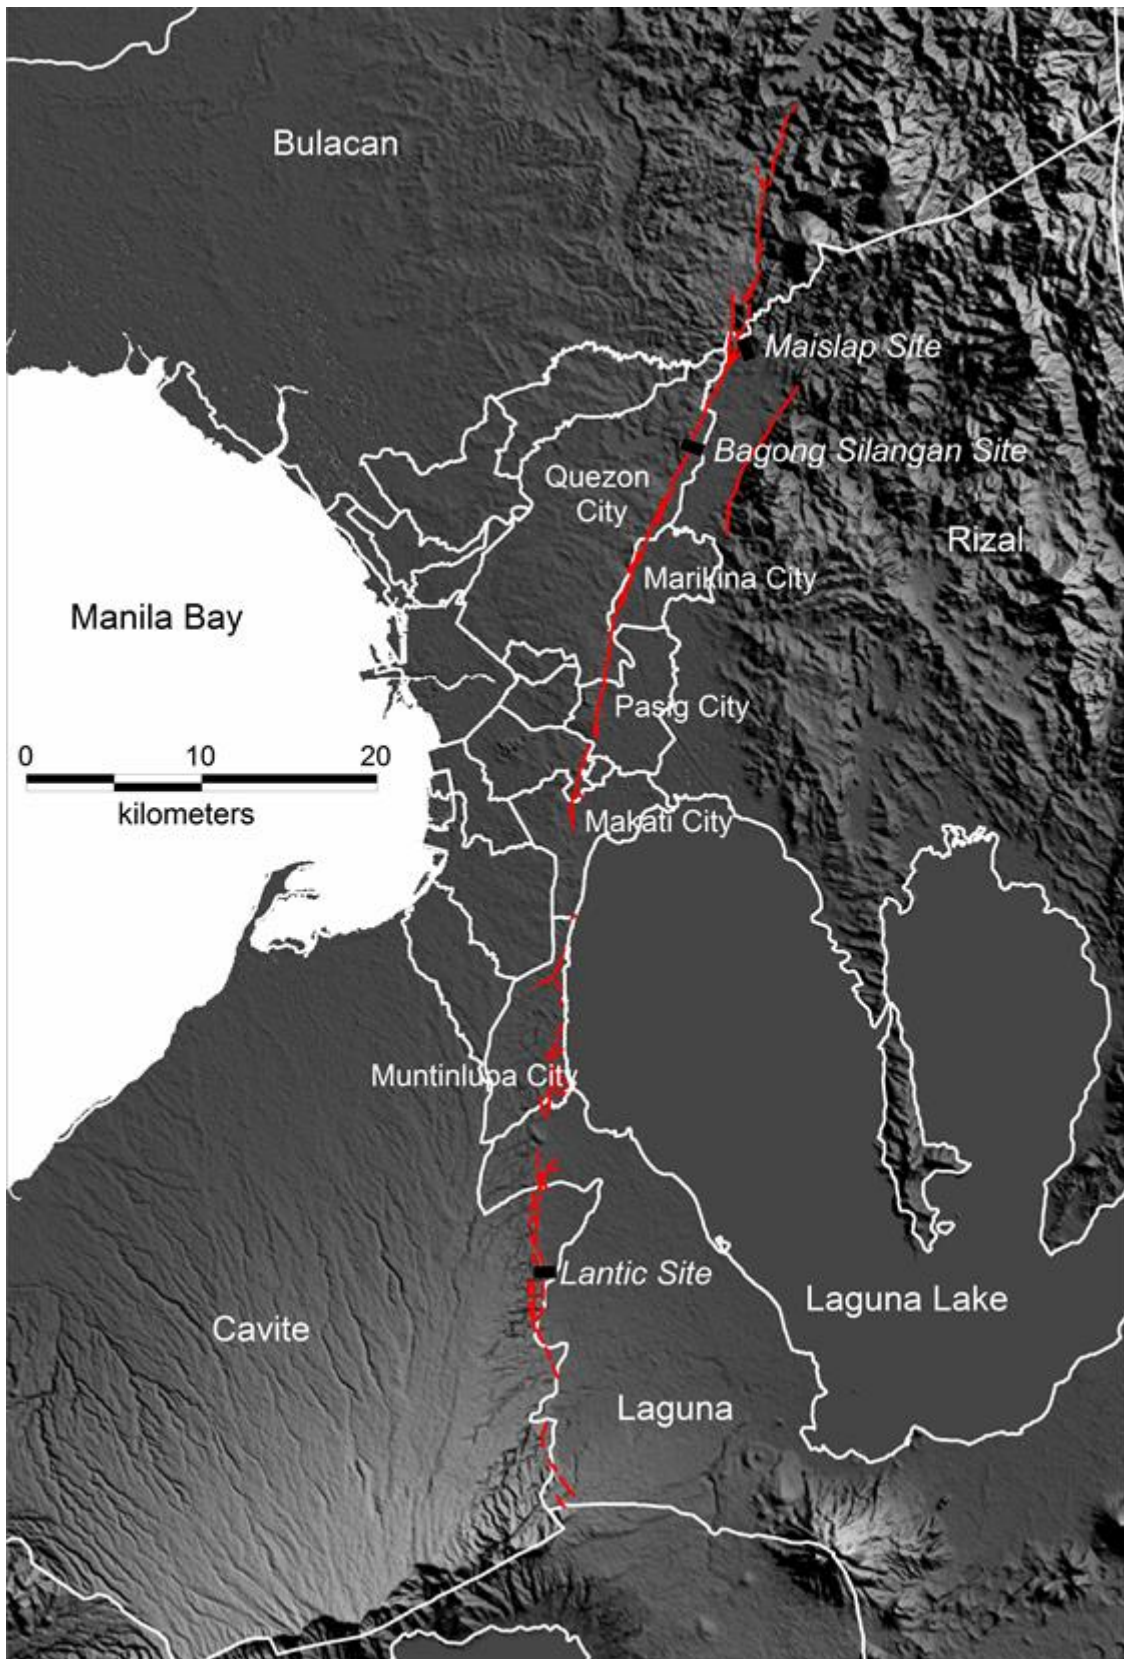 Bulacan
Maislap Site
Bagong Silangan Site
Quezon
City
Rizal
Marikina City
Manila Bay
Pasig City
0 10 20
kilometers
Makati City
Muntinlupa City
Lantic Site
Laguna Lake
Cavite
Laguna